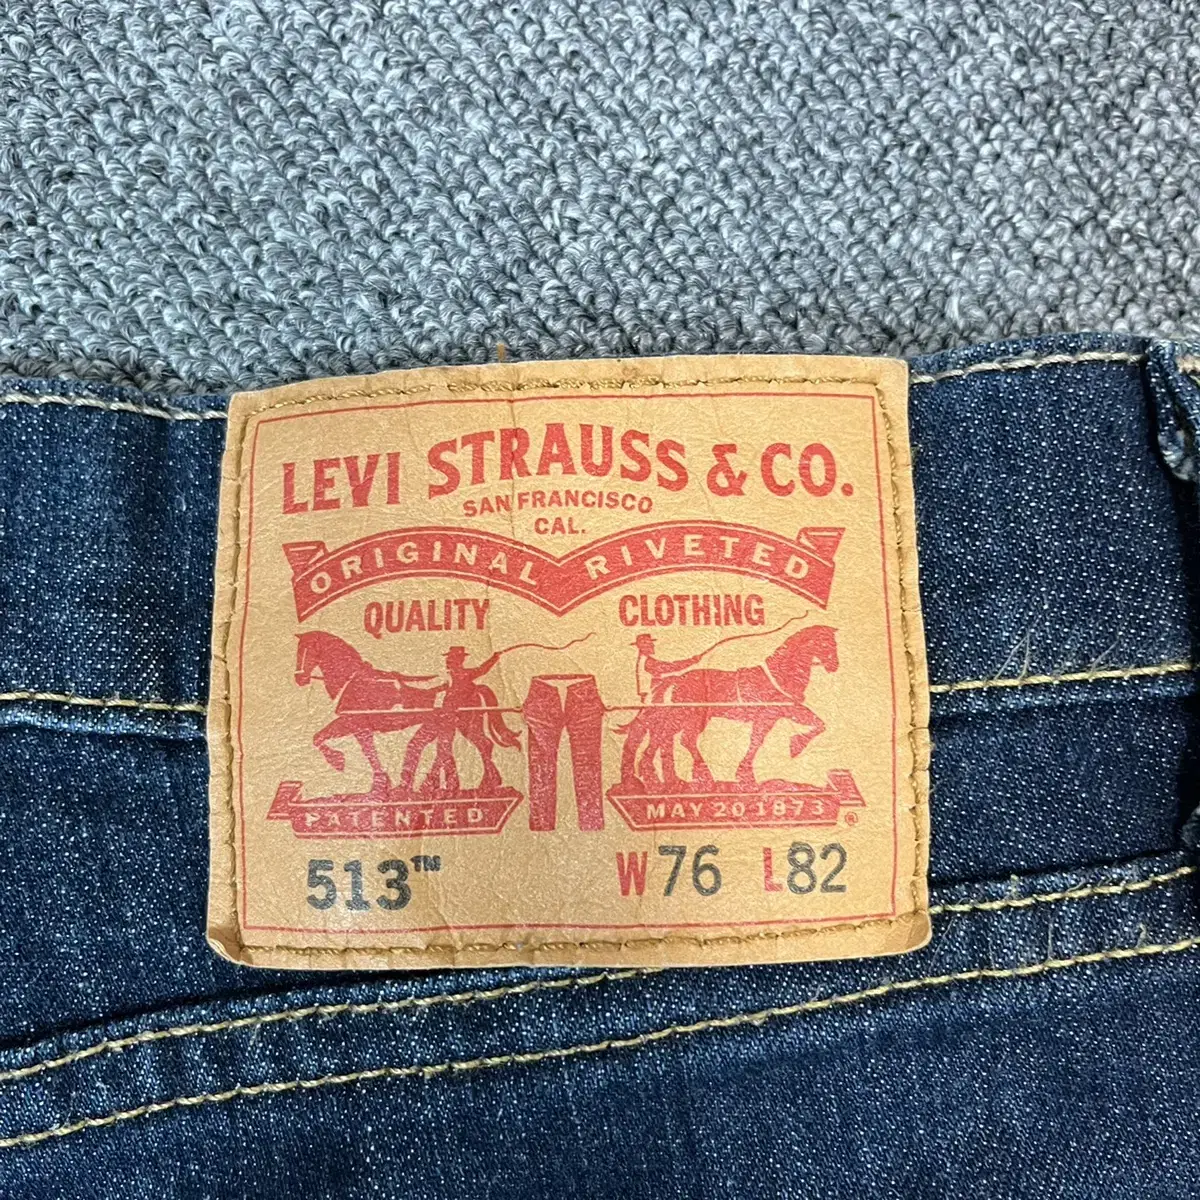 LEVI STRAUSS & CO.
SAN FRANCISCO
CAL.
ORIGINAL RIVETED
QUALITY CLOTHING
PATENTED MAY 20 1873 ®
513™ W76 L82